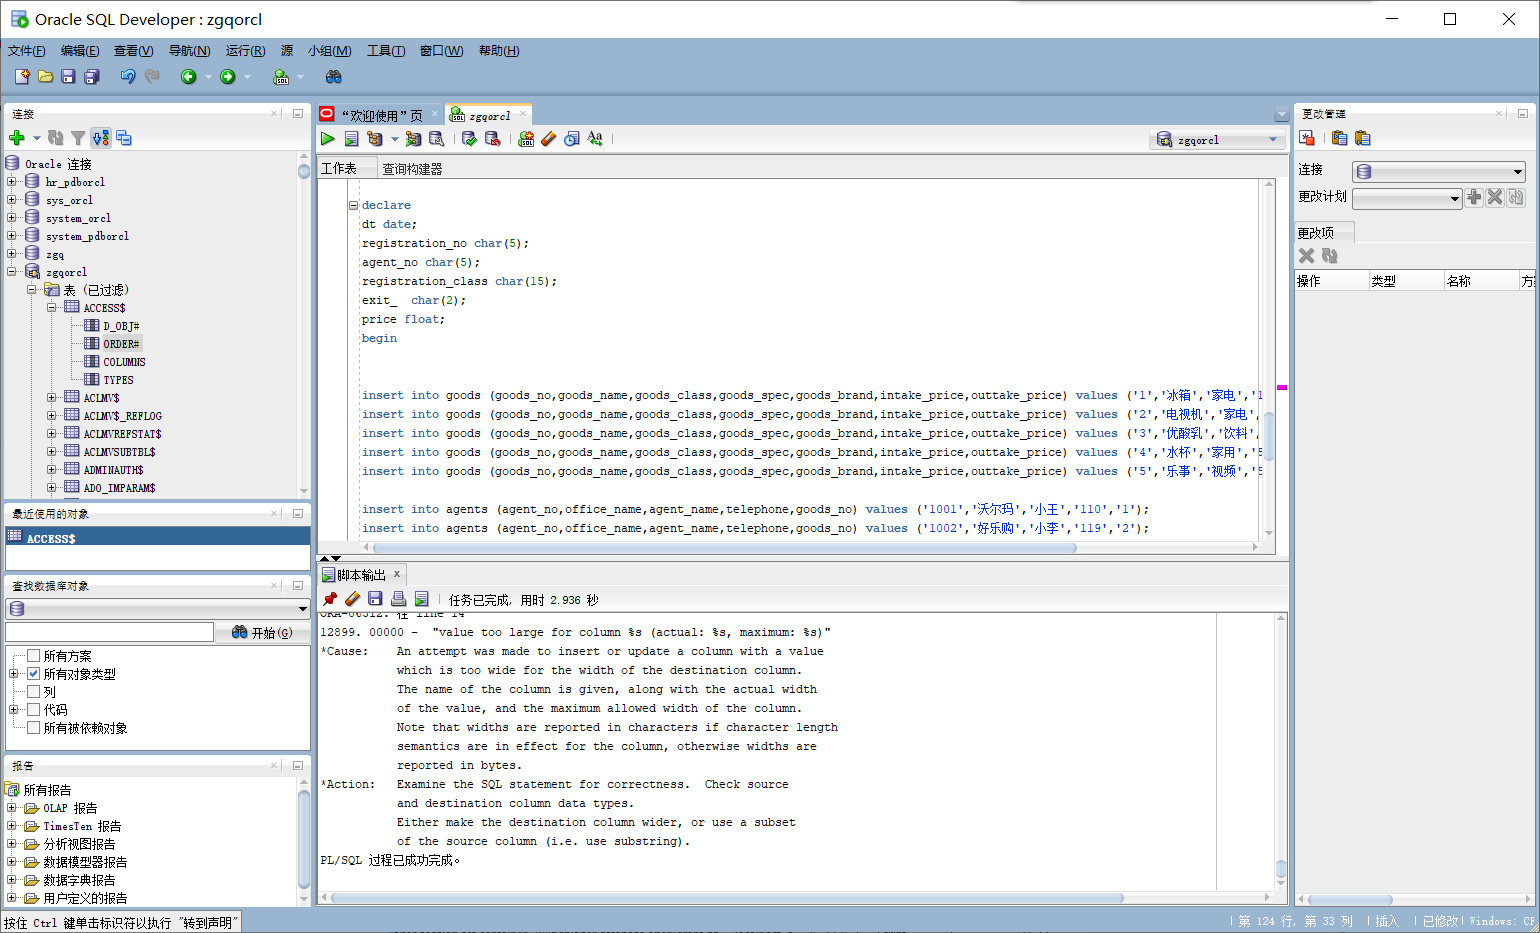 Oracle SQL Developer : zgqorcl
文件(F) 编辑(E) 查看(V) 导航(N) 运行(R) 源 小组(M) 工具(T) 窗口(W) 帮助(H)
连接
Oracle 连接
hr_pdborcl
sys_orcl
system_orcl
system_pdborcl
zgq
zgqorcl
表 (已过滤)
ACCESS$
D_OBJ#
ORDER#
COLUMNS
TYPES
ACLMV$
ACLMV$_REFLOG
ACLMVREFSTAT$
ACLMVSUBTBL$
ADMINAUTH$
ADO_IMPARAM$
最近使用的对象
ACCESS$
查找数据库对象
开始(G)
所有方案
所有对象类型
列
代码
所有被依赖对象
报告
所有报告
OLAP 报告
TimesTen 报告
分析视图报告
数据模型器报告
数据字典报告
用户定义的报告
“欢迎使用”页 zgqorcl
zgqorcl
工作表 查询构建器
declare
dt date;
registration_no char(5);
agent_no char(5);
registration_class char(15);
exit_  char(2);
price float;
begin
insert into goods (goods_no,goods_name,goods_class,goods_spec,goods_brand,intake_price,outtake_price) values ('1','冰箱','家电','1
insert into goods (goods_no,goods_name,goods_class,goods_spec,goods_brand,intake_price,outtake_price) values ('2','电视机','家电',
insert into goods (goods_no,goods_name,goods_class,goods_spec,goods_brand,intake_price,outtake_price) values ('3','优酸乳','饮料',
insert into goods (goods_no,goods_name,goods_class,goods_spec,goods_brand,intake_price,outtake_price) values ('4','水杯','家用','5
insert into goods (goods_no,goods_name,goods_class,goods_spec,goods_brand,intake_price,outtake_price) values ('5','乐事','视频','5
insert into agents (agent_no,office_name,agent_name,telephone,goods_no) values ('1001','沃尔玛','小王','110','1');
insert into agents (agent_no,office_name,agent_name,telephone,goods_no) values ('1002','好乐购','小李','119','2');
脚本输出
任务已完成, 用时 2.936 秒
ORA-06512: 在 line 14
12899. 00000 -  "value too large for column %s (actual: %s, maximum: %s)"
*Cause:    An attempt was made to insert or update a column with a value
which is too wide for the width of the destination column.
The name of the column is given, along with the actual width
of the value, and the maximum allowed width of the column.
Note that widths are reported in characters if character length
semantics are in effect for the column, otherwise widths are
reported in bytes.
*Action:   Examine the SQL statement for correctness.  Check source
and destination column data types.
Either make the destination column wider, or use a subset
of the source column (i.e. use substring).
PL/SQL 过程已成功完成。
更改管理
连接
更改计划
更改项
操作 类型 名称 方
按住 Ctrl 键单击标识符以执行 "转到声明"
第 124 行, 第 33 列 | 插入 | 已修改 | Windows: CF